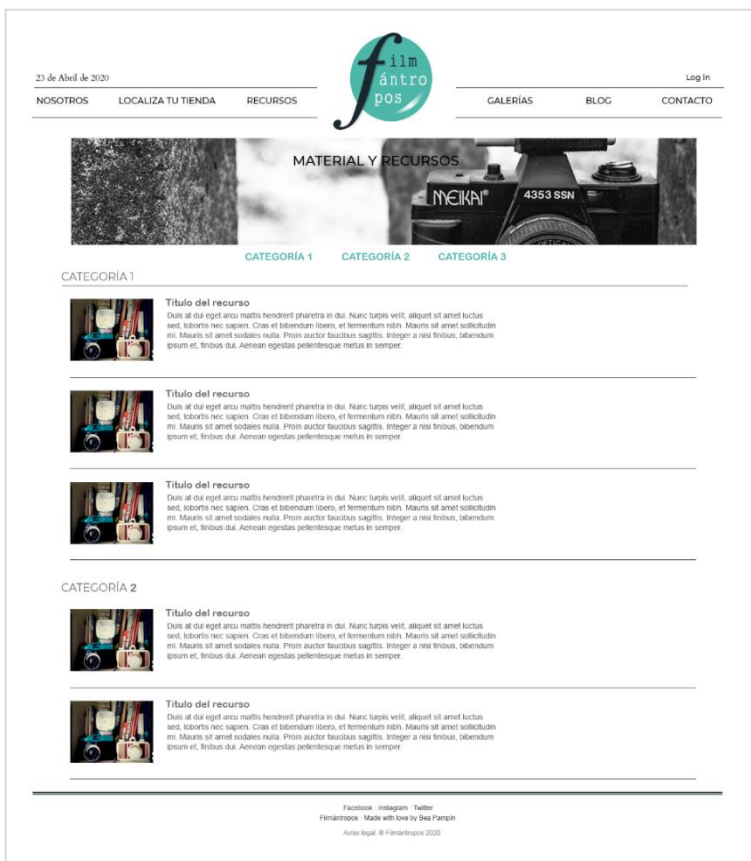 film
ántro
pos
23 de Abril de 2020
Log in
NOSOTROS LOCALIZA TU TIENDA RECURSOS GALERÍAS BLOG CONTACTO
MATERIAL Y RECURSOS
MEIKAI® 4353 SSN
OPTICAL
CATEGORÍA 1 CATEGORÍA 2 CATEGORÍA 3
CATEGORÍA 1
Título del recurso
Duis at dui eget arcu mattis hendrerit pharetra in dui. Nunc turpis velit, aliquet sit amet luctus
sed, lobortis nec sapien. Cras et bibendum libero, et fermentum nibh. Mauris sit amet sollicitudin
mi. Mauris sit amet sodales nulla. Proin auctor faucibus sagittis. Integer a nisi finibus, bibendum
ipsum et, finibus dui. Aenean egestas pellentesque metus in semper.
Título del recurso
Duis at dui eget arcu mattis hendrerit pharetra in dui. Nunc turpis velit, aliquet sit amet luctus
sed, lobortis nec sapien. Cras et bibendum libero, et fermentum nibh. Mauris sit amet sollicitudin
mi. Mauris sit amet sodales nulla. Proin auctor faucibus sagittis. Integer a nisi finibus, bibendum
ipsum et, finibus dui. Aenean egestas pellentesque metus in semper.
Título del recurso
Duis at dui eget arcu mattis hendrerit pharetra in dui. Nunc turpis velit, aliquet sit amet luctus
sed, lobortis nec sapien. Cras et bibendum libero, et fermentum nibh. Mauris sit amet sollicitudin
mi. Mauris sit amet sodales nulla. Proin auctor faucibus sagittis. Integer a nisi finibus, bibendum
ipsum et, finibus dui. Aenean egestas pellentesque metus in semper.
CATEGORÍA 2
Título del recurso
Duis at dui eget arcu mattis hendrerit pharetra in dui. Nunc turpis velit, aliquet sit amet luctus
sed, lobortis nec sapien. Cras et bibendum libero, et fermentum nibh. Mauris sit amet sollicitudin
mi. Mauris sit amet sodales nulla. Proin auctor faucibus sagittis. Integer a nisi finibus, bibendum
ipsum et, finibus dui. Aenean egestas pellentesque metus in semper.
Título del recurso
Duis at dui eget arcu mattis hendrerit pharetra in dui. Nunc turpis velit, aliquet sit amet luctus
sed, lobortis nec sapien. Cras et bibendum libero, et fermentum nibh. Mauris sit amet sollicitudin
mi. Mauris sit amet sodales nulla. Proin auctor faucibus sagittis. Integer a nisi finibus, bibendum
ipsum et, finibus dui. Aenean egestas pellentesque metus in semper.
Facebook · Instagram · Twitter
Filmántropos · Made with love by Bea Pampín
Aviso legal. ® Filmántropos 2020